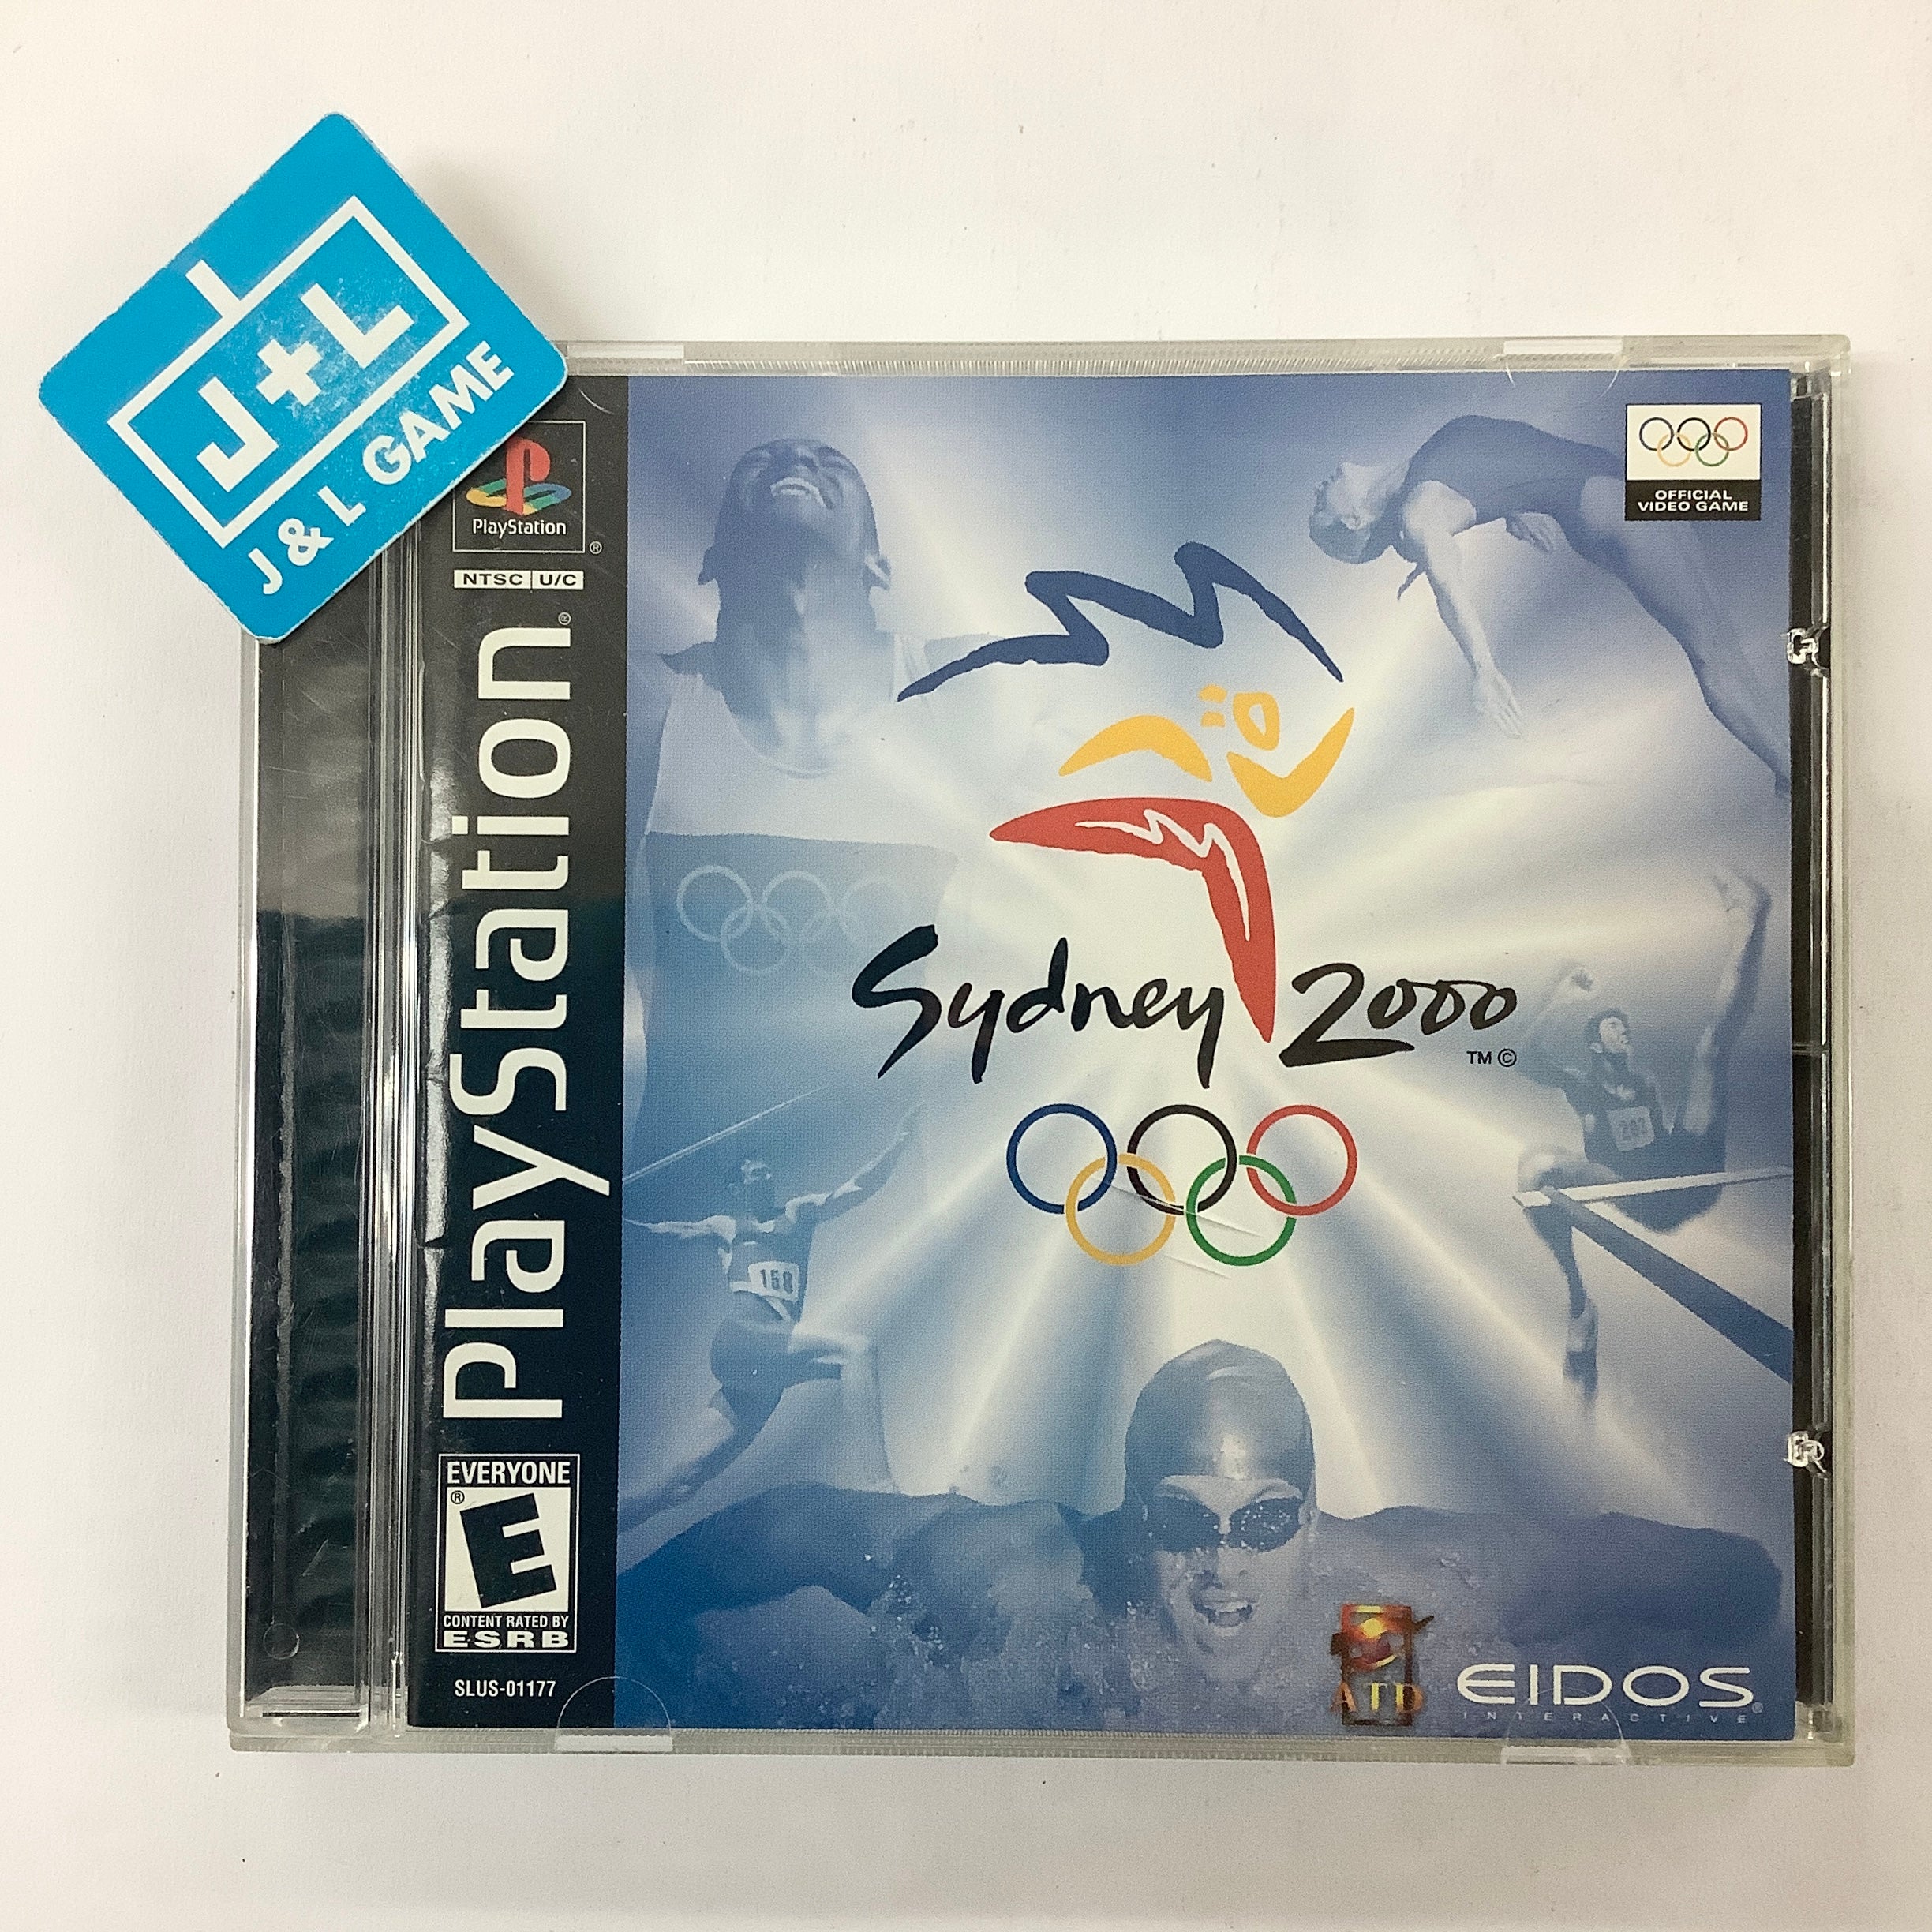 J+L
J & L GAME
PlayStation
®
NTSC U/C
PlayStation
®
EVERYONE
®
E
CONTENT RATED BY
ESRB
SLUS-01177
OFFICIAL
VIDEO GAME
Sydney 2000
TM ©
203
158
ATD
EIDOS
INTERACTIVE
®